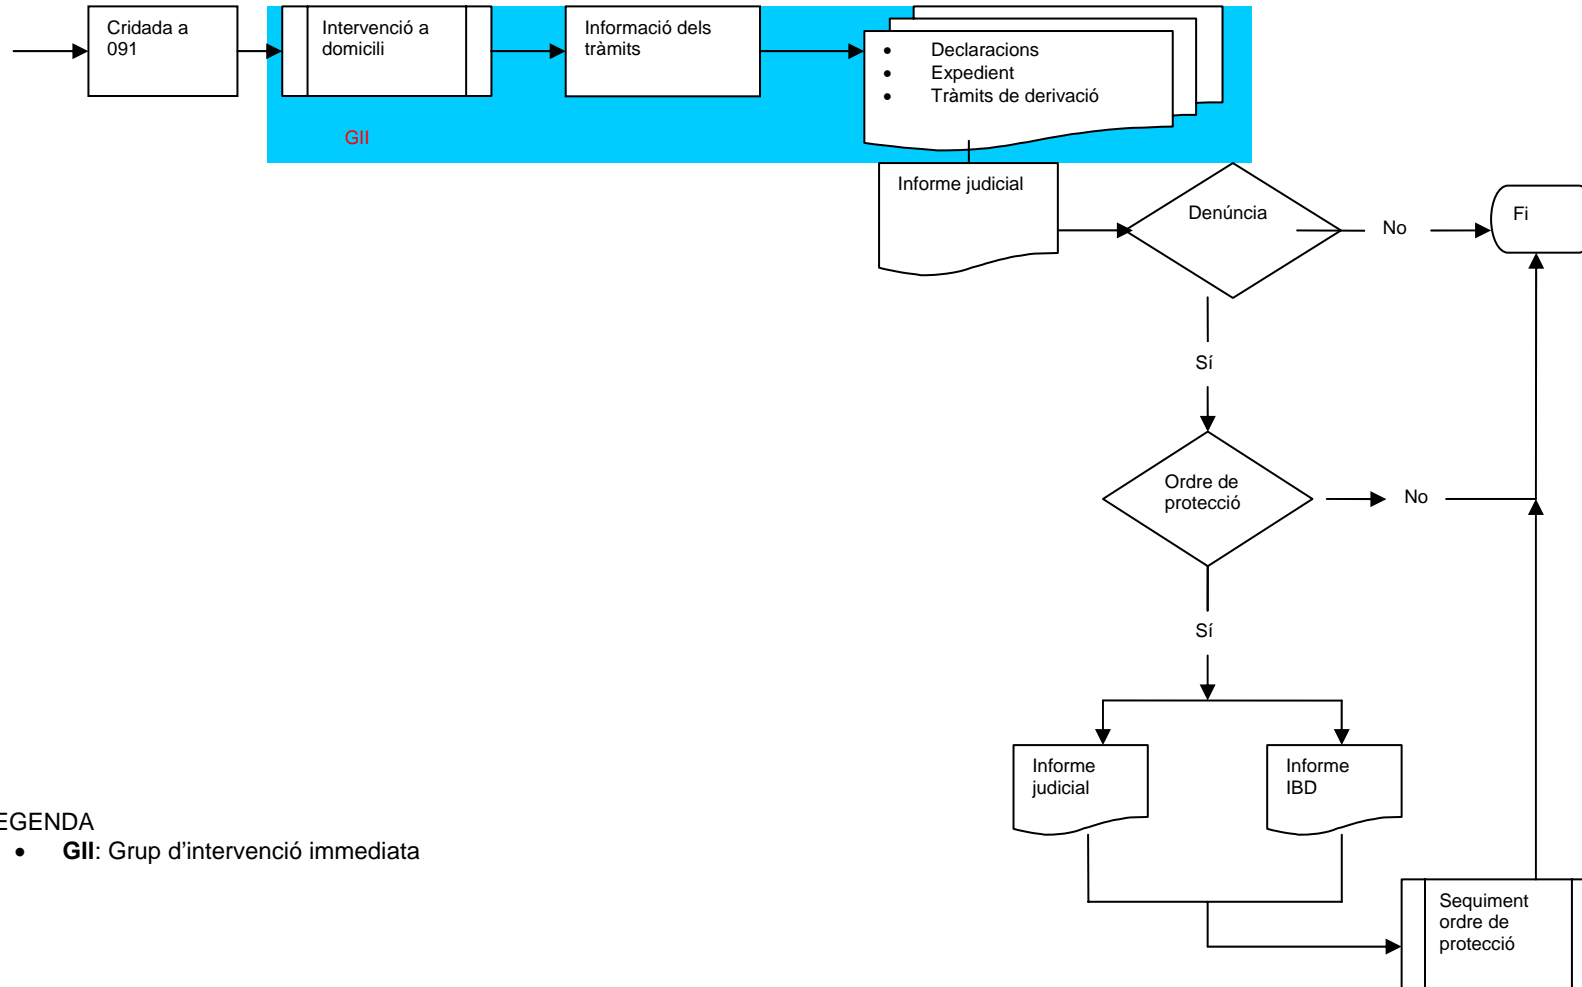 Cridada a
091
Intervenció a
domicili
Informació dels
tràmits
• Declaracions
• Expedient
• Tràmits de derivació
GII
Informe judicial
Denúncia
No
Fi
Sí
Ordre de
protecció
No
Sí
Informe
judicial
Informe
IBD
EGENDA
• GII: Grup d’intervenció immediata
Sequiment
ordre de
protecció